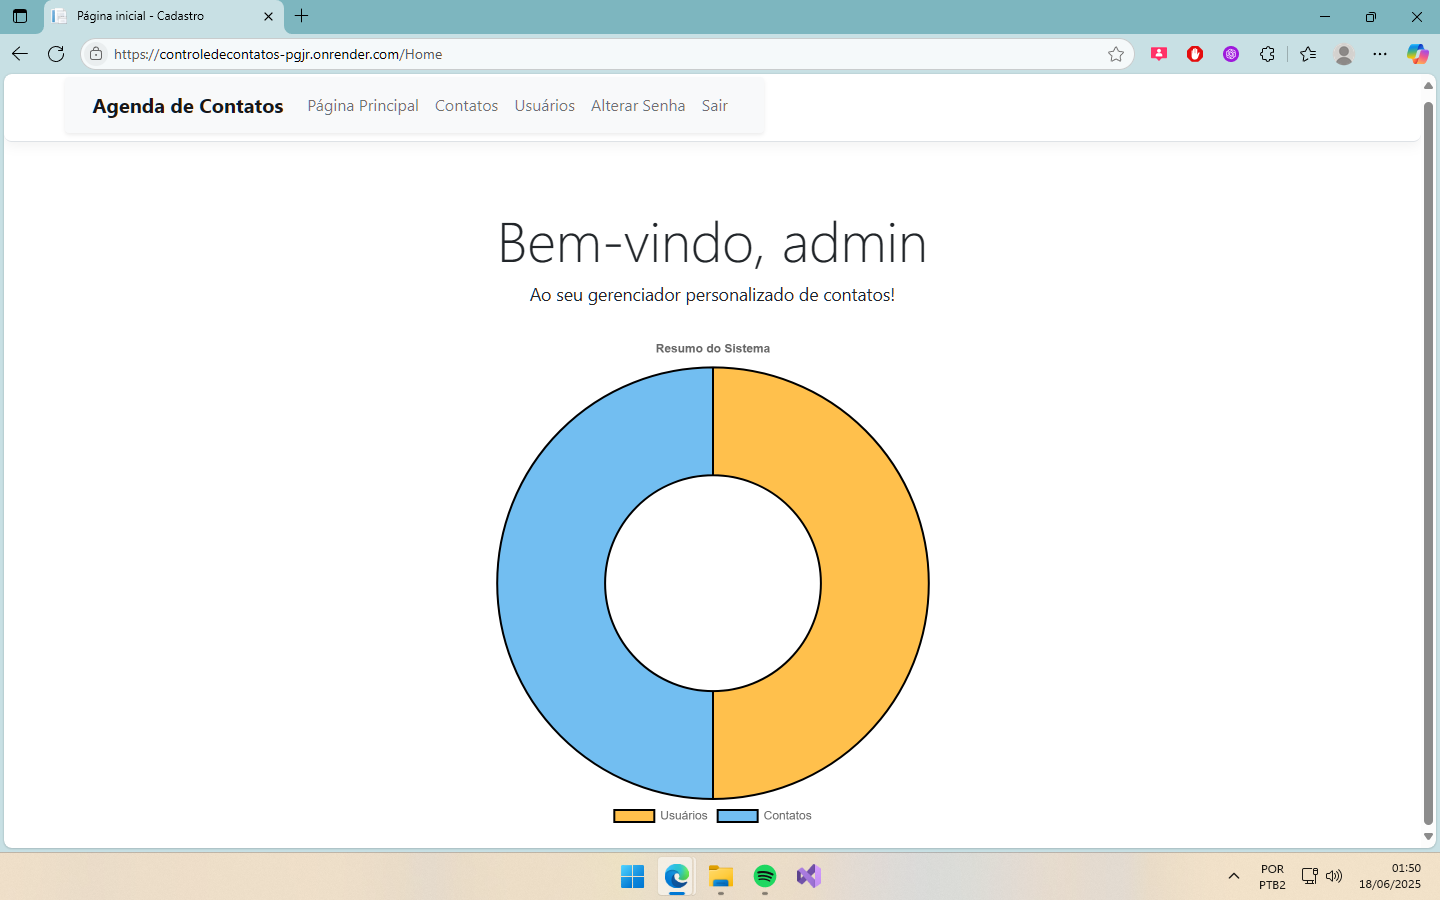 Página inicial - Cadastro
https://controledecontatos-pgjr.onrender.com/Home
Agenda de Contatos Página Principal Contatos Usuários Alterar Senha Sair
Bem-vindo, admin
Ao seu gerenciador personalizado de contatos!
Resumo do Sistema
Usuários Contatos
POR
PTB2
01:50
18/06/2025